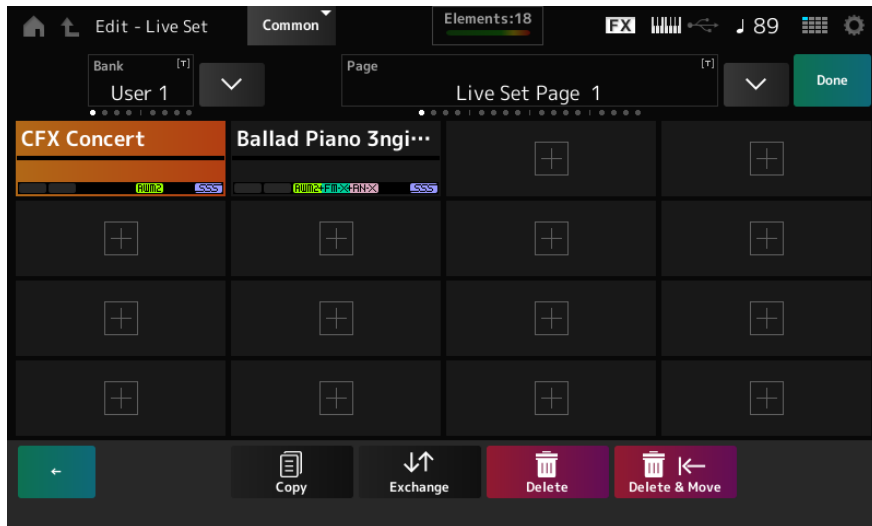 Edit - Live Set
Common
Elements:18
FX
♩ 89
Bank [T]
User 1
Page [T]
Live Set Page 1
Done
CFX Concert
AWM2 SSS
Ballad Piano 3ngi…
AWM2+FM-X+AN-X SSS
Copy
Exchange
Delete
Delete & Move